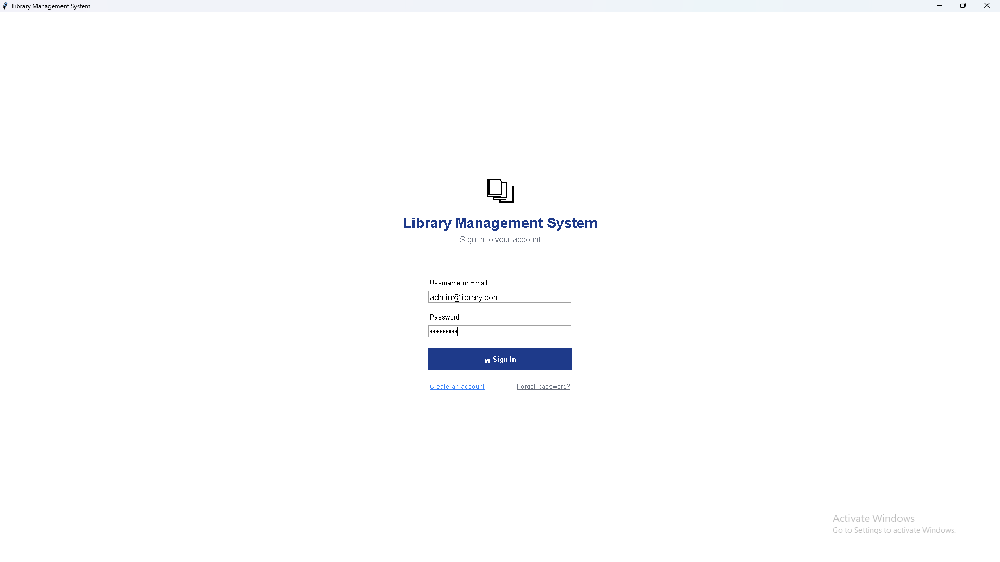 Library Management System
Library Management System
Sign in to your account
Username or Email
admin@library.com
Password
•••••••••
Sign In
Create an account Forgot password?
Activate Windows
Go to Settings to activate Windows.